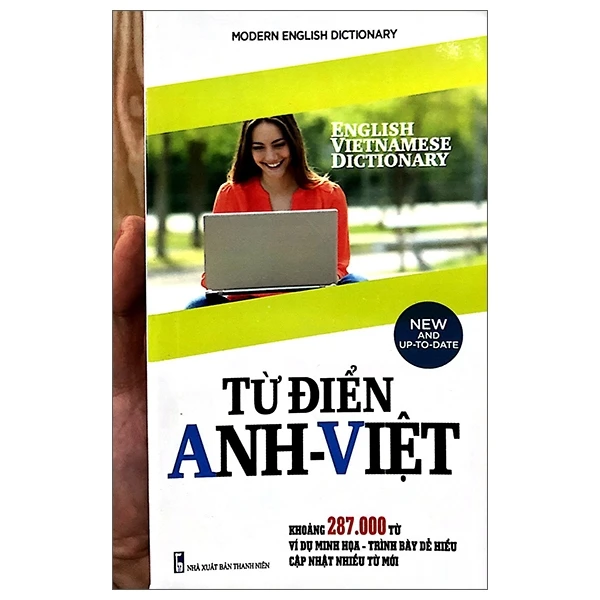 MODERN ENGLISH DICTIONARY
ENGLISH
VIETNAMESE
DICTIONARY
NEW
AND
UP-TO-DATE
TỪ ĐIỂN
ANH-VIỆT
KHOẢNG 287.000 TỪ
VÍ DỤ MINH HỌA - TRÌNH BÀY DỄ HIỂU
CẬP NHẬT NHIỀU TỪ MỚI
NHÀ XUẤT BẢN THANH NIÊN